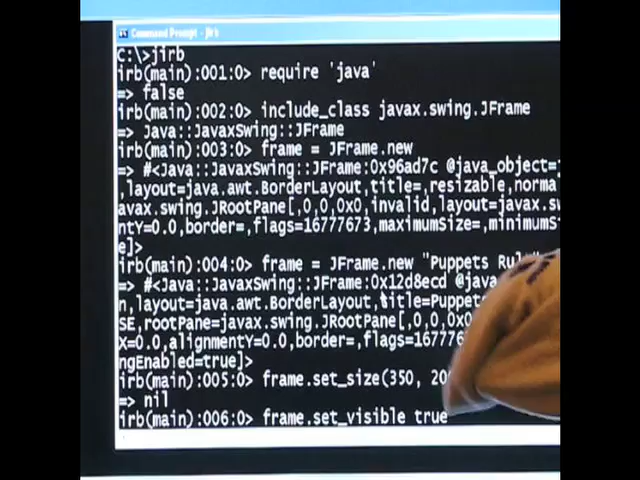 Command Prompt - jirb
C:\>jirb
irb(main):001:0> require 'java'
=> false
irb(main):002:0> include_class javax.swing.JFrame
=> Java::JavaxSwing::JFrame
irb(main):003:0> frame = JFrame.new
=> #<Java::JavaxSwing::JFrame:0x96ad7c @java_object=
,layout=java.awt.BorderLayout,title=,resizable,norma
avax.swing.JRootPane[,0,0,0x0,invalid,layout=javax.s
ntY=0.0,border=,flags=16777673,maximumSize=,minimumS
e]>
irb(main):004:0> frame = JFrame.new "Puppets Rule"
=> #<Java::JavaxSwing::JFrame:0x12d8ecd @java
n,layout=java.awt.BorderLayout,title=Puppets
SE,rootPane=javax.swing.JRootPane[,0,0,0x0
X=0.0,alignmentY=0.0,border=,flags=167776
ngEnabled=true]>
irb(main):005:0> frame.set_size(350, 20
=> nil
irb(main):006:0> frame.set_visible true